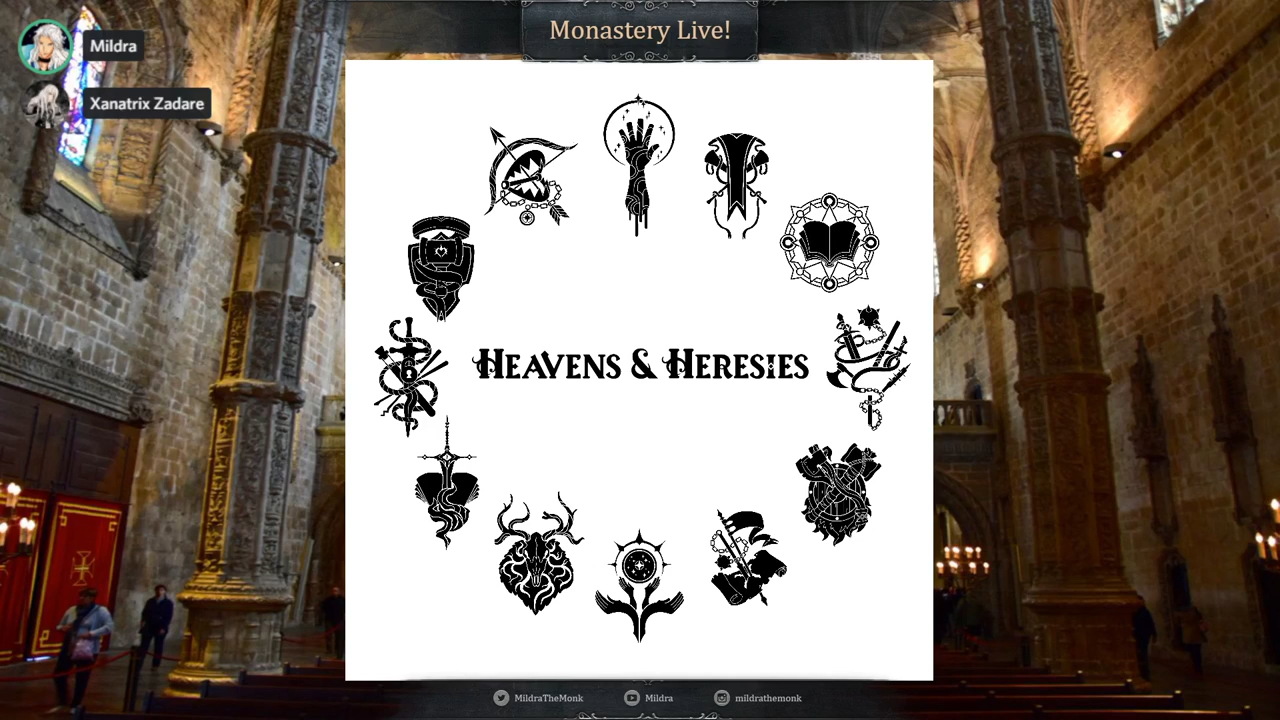 Monastery Live!
Mildra
Xanatrix Zadare
HEAVENS & HERESIES
MildraTheMonk
Mildra
mildrathemonk